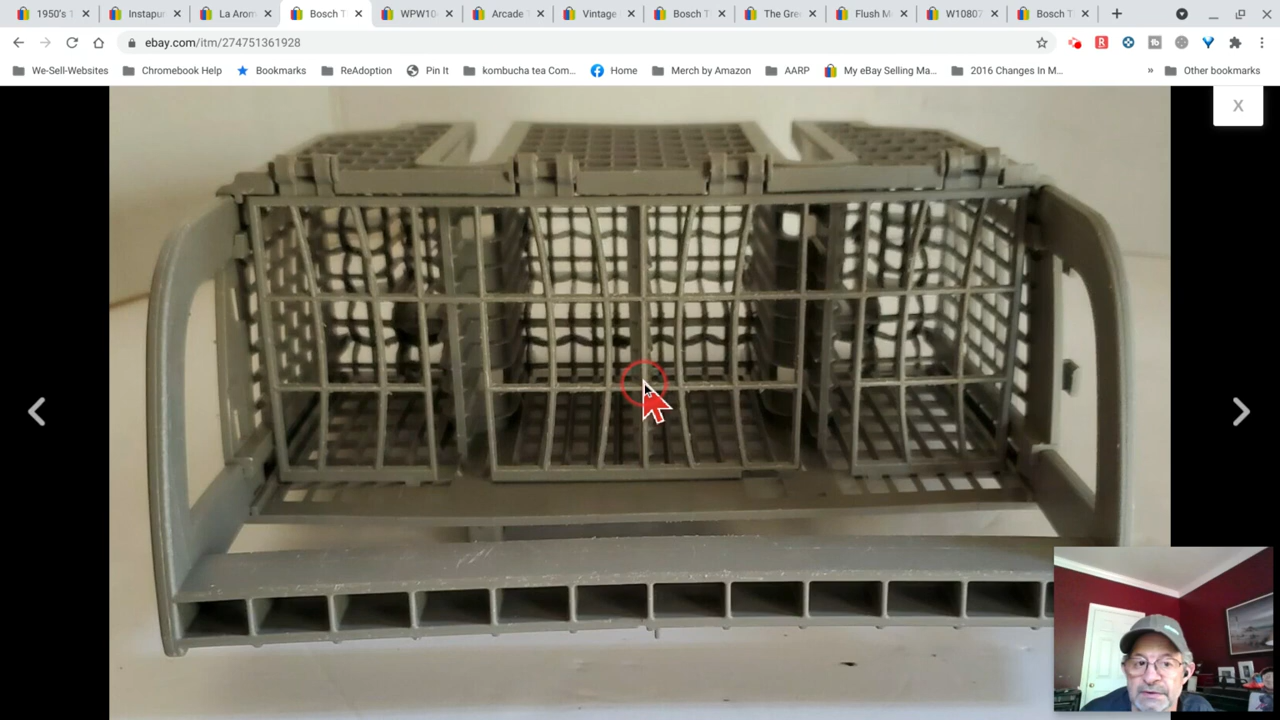 1950's 1
Instapur
La Arom
Bosch T
WPW10
Arcade
Vintage
Bosch T
The Gre
Flush M
W10807
Bosch T
ebay.com/itm/274751361928
We-Sell-Websites
Chromebook Help
Bookmarks
ReAdoption
Pin It
kombucha tea Com...
Home
Merch by Amazon
AARP
My eBay Selling Ma...
2016 Changes In M...
»
Other bookmarks
X